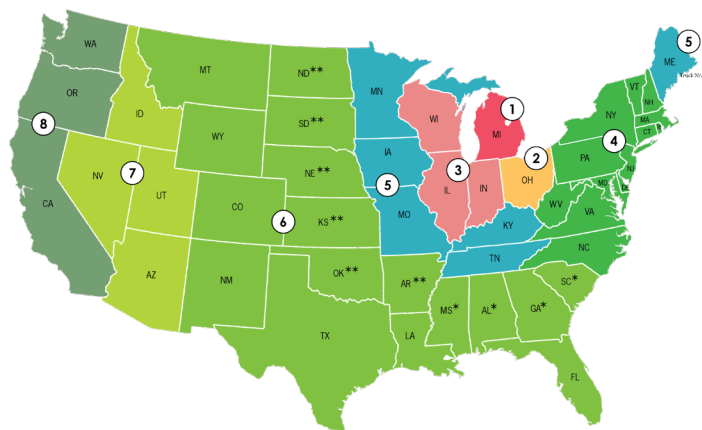 WA
OR
CA
8
ID
NV
7
UT
AZ
MT
WY
CO
NM
6
ND**
SD**
NE**
KS**
OK**
TX
MN
IA
5
MO
AR**
LA
WI
3
IL
IN
1
MI
2
OH
KY
TN
MS*
AL*
GA*
SC*
FL
NC
VA
WV
4
PA
NY
VT
NH
MA
CT
NJ
MD
DE
ME
5